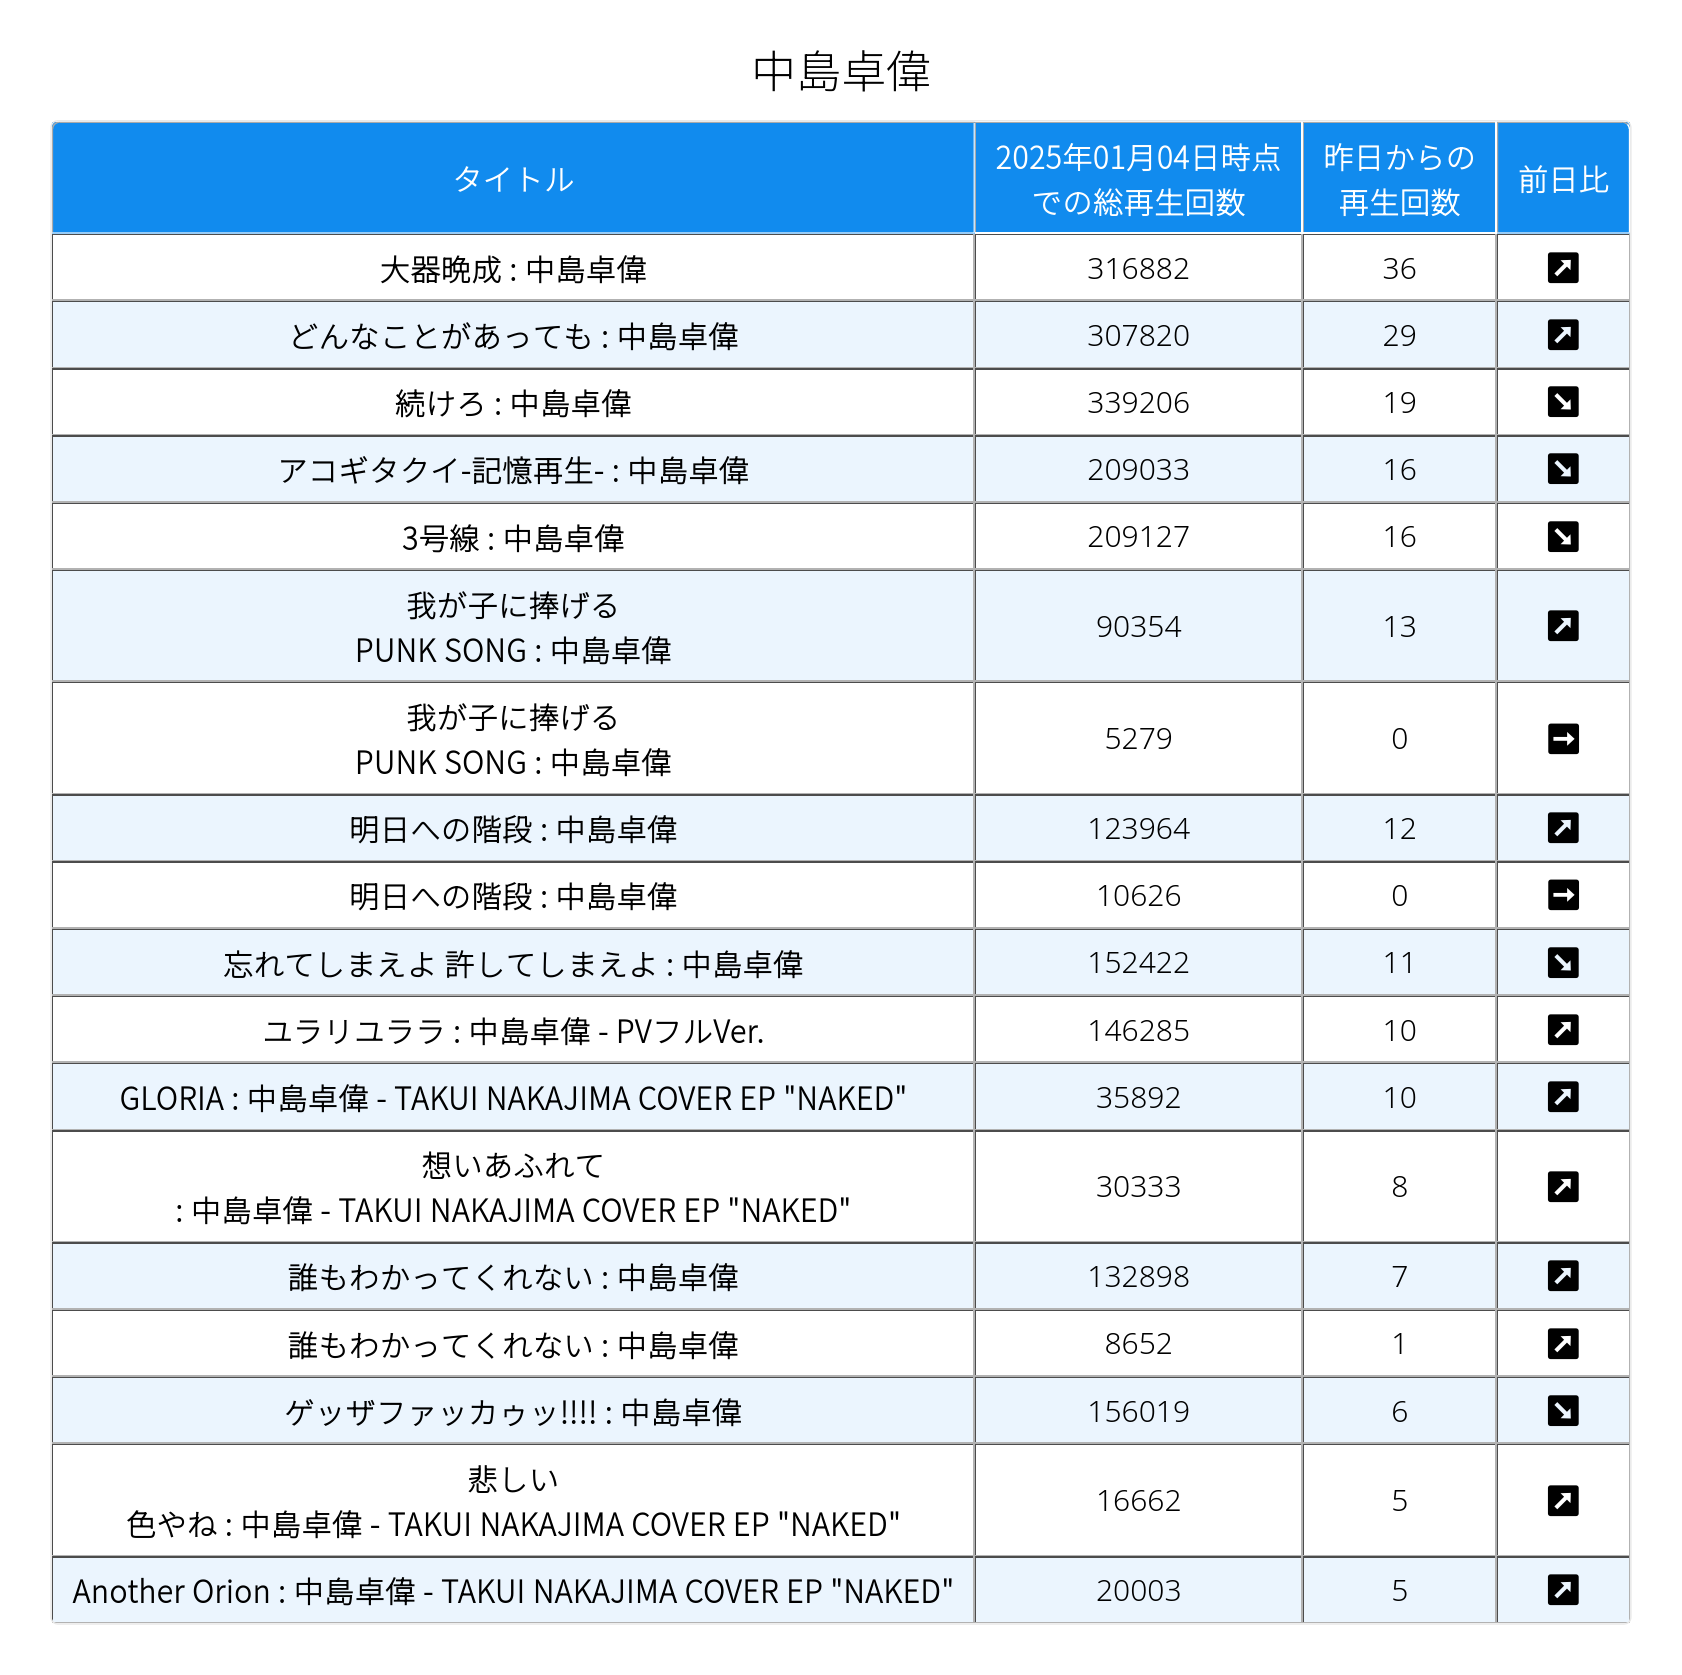 中島卓偉
タイトル
2025年01月04日時点
での総再生回数
昨日からの
再生回数
前日比
大器晩成 : 中島卓偉
316882
36
どんなことがあっても : 中島卓偉
307820
29
続けろ : 中島卓偉
339206
19
アコギタクイ-記憶再生- : 中島卓偉
209033
16
3号線 : 中島卓偉
209127
16
我が子に捧げる
PUNK SONG : 中島卓偉
90354
13
我が子に捧げる
PUNK SONG : 中島卓偉
5279
0
明日への階段 : 中島卓偉
123964
12
明日への階段 : 中島卓偉
10626
0
忘れてしまえよ 許してしまえよ : 中島卓偉
152422
11
ユラリユララ : 中島卓偉 - PVフルVer.
146285
10
GLORIA : 中島卓偉 - TAKUI NAKAJIMA COVER EP "NAKED"
35892
10
想いあふれて
: 中島卓偉 - TAKUI NAKAJIMA COVER EP "NAKED"
30333
8
誰もわかってくれない : 中島卓偉
132898
7
誰もわかってくれない : 中島卓偉
8652
1
ゲッザファッカゥッ!!!! : 中島卓偉
156019
6
悲しい
色やね : 中島卓偉 - TAKUI NAKAJIMA COVER EP "NAKED"
16662
5
Another Orion : 中島卓偉 - TAKUI NAKAJIMA COVER EP "NAKED"
20003
5